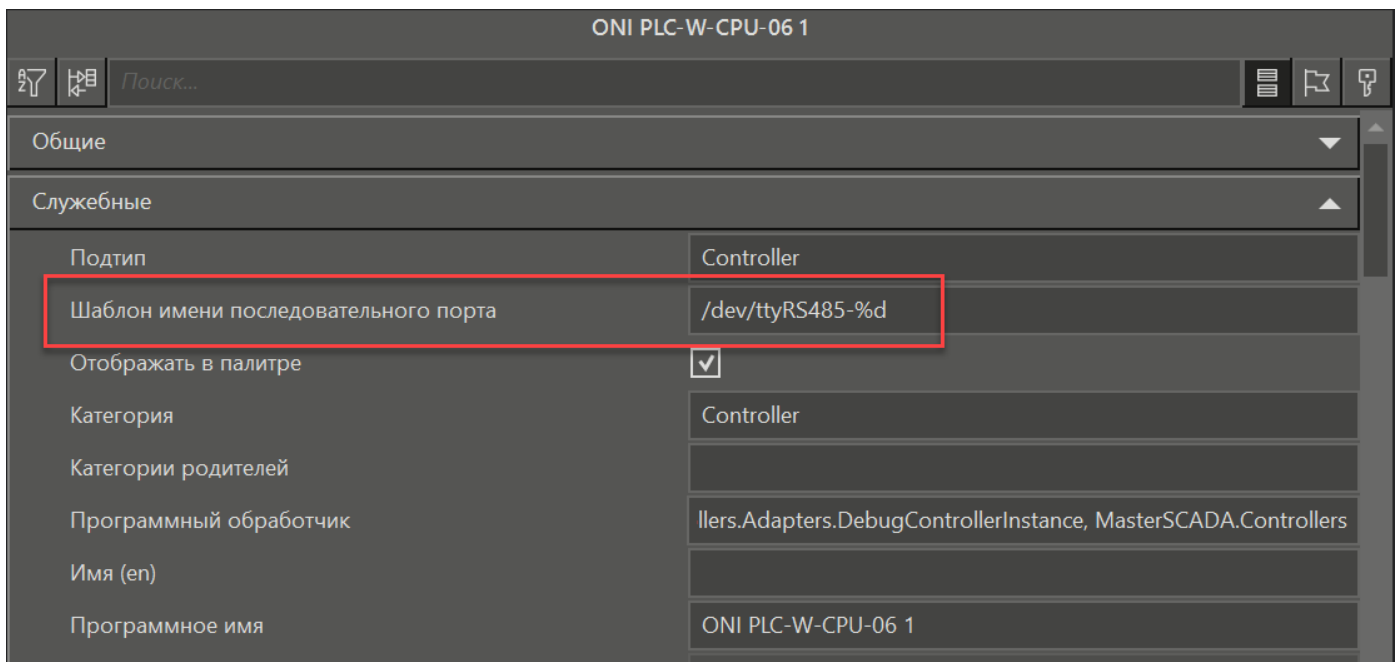 ONI PLC-W-CPU-06 1
Поиск...
Общие
Служебные
Подтип Controller
Шаблон имени последовательного порта /dev/ttyRS485-%d
Отображать в палитре
Категория Controller
Категории родителей
Программный обработчик llers.Adapters.DebugControllerInstance, MasterSCADA.Controllers
Имя (en)
Программное имя ONI PLC-W-CPU-06 1